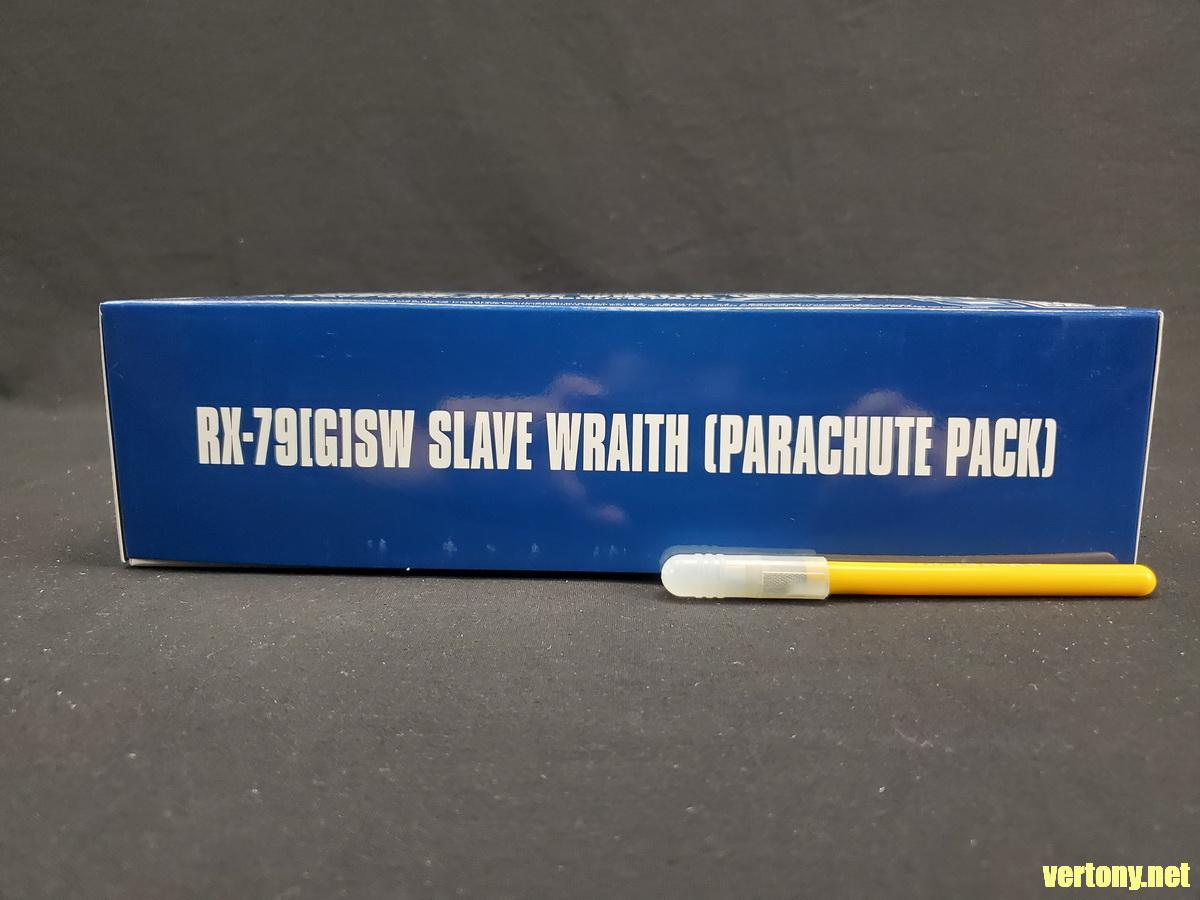 RX-79[G]SW SLAVE WRAITH (PARACHUTE PACK)
vertony.net